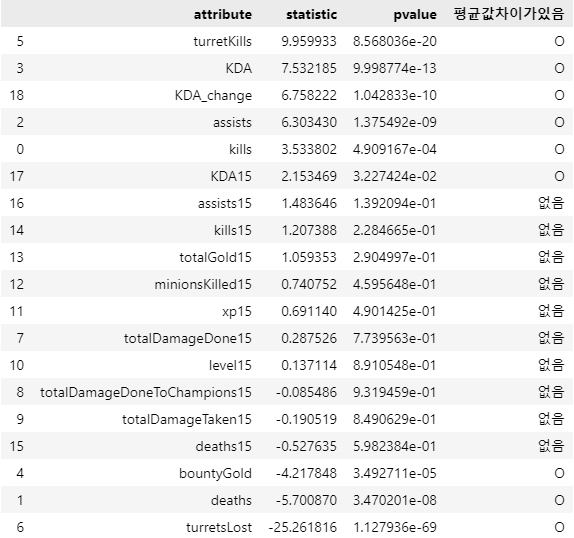 attribute statistic pvalue 평균값차이가있음
5 turretKills 9.959933 8.568036e-20 O
3 KDA 7.532185 9.998774e-13 O
18 KDA_change 6.758222 1.042833e-10 O
2 assists 6.303430 1.375492e-09 O
0 kills 3.533802 4.909167e-04 O
17 KDA15 2.153469 3.227424e-02 O
16 assists15 1.483646 1.392094e-01 없음
14 kills15 1.207388 2.284665e-01 없음
13 totalGold15 1.059353 2.904997e-01 없음
12 minionsKilled15 0.740752 4.595648e-01 없음
11 xp15 0.691140 4.901425e-01 없음
7 totalDamageDone15 0.287526 7.739563e-01 없음
10 level15 0.137114 8.910548e-01 없음
8 totalDamageDoneToChampions15 -0.085486 9.319459e-01 없음
9 totalDamageTaken15 -0.190519 8.490629e-01 없음
15 deaths15 -0.527635 5.982384e-01 없음
4 bountyGold -4.217848 3.492711e-05 O
1 deaths -5.700870 3.470201e-08 O
6 turretsLost -25.261816 1.127936e-69 O